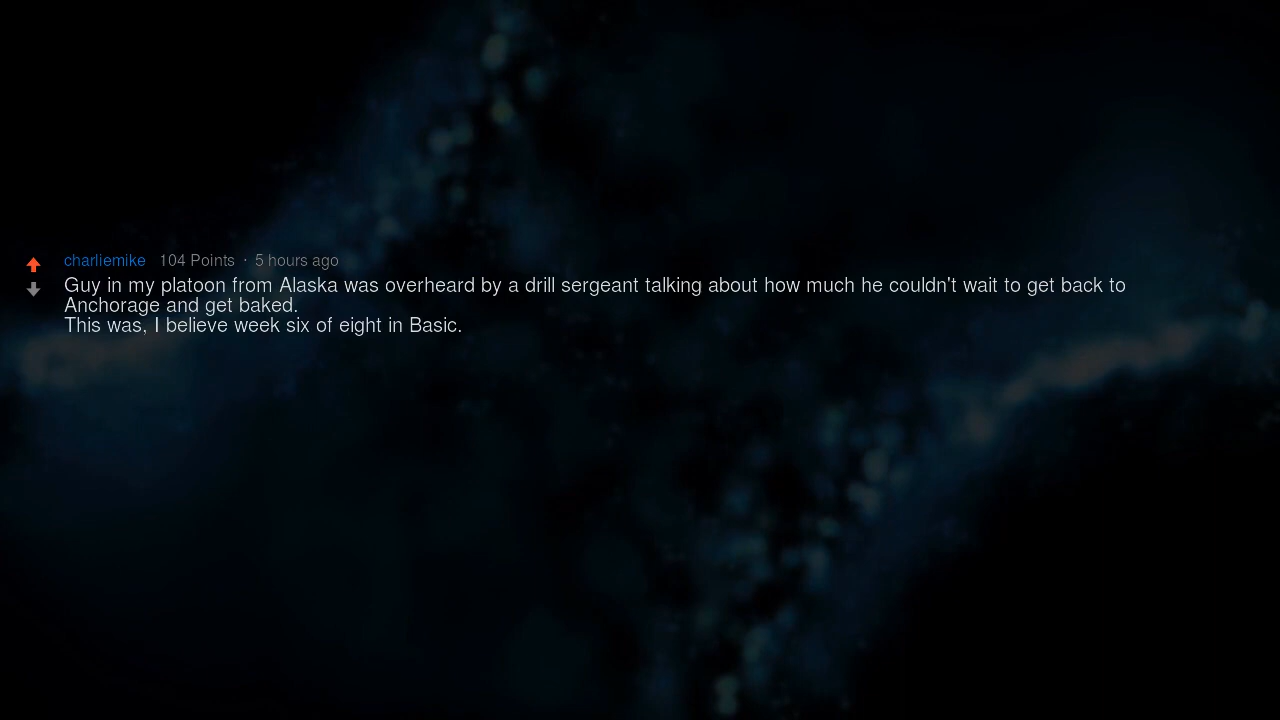 charliemike 104 Points · 5 hours ago
Guy in my platoon from Alaska was overheard by a drill sergeant talking about how much he couldn't wait to get back to
Anchorage and get baked.
This was, I believe week six of eight in Basic.